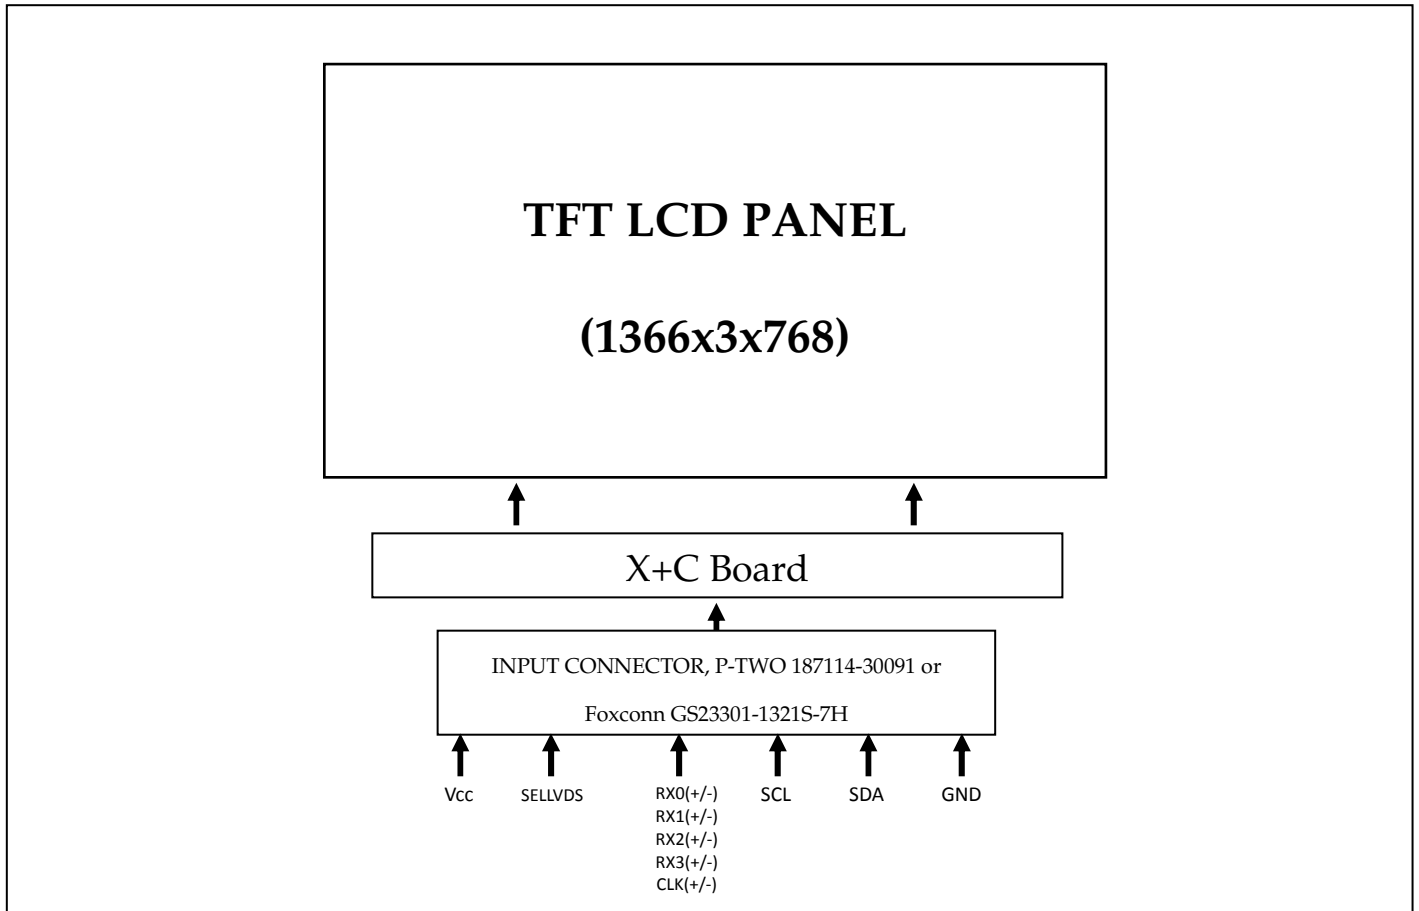 TFT LCD PANEL
(1366x3x768)
X+C Board
INPUT CONNECTOR, P-TWO 187114-30091 or
Foxconn GS23301-1321S-7H
Vcc SELLVDS RX0(+/-) SCL SDA GND
RX1(+/-)
RX2(+/-)
RX3(+/-)
CLK(+/-)